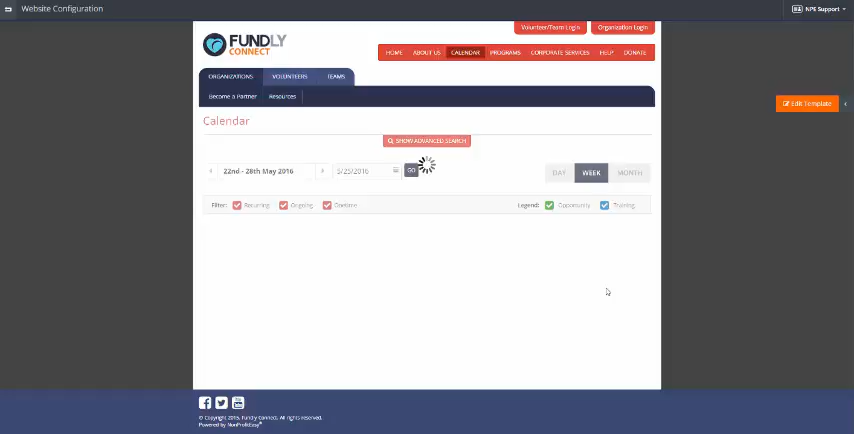 Website Configuration
NPE Support
Volunteer/Team Login Organization Login
FUNDLY
CONNECT
HOME ABOUT US CALENDAR PROGRAMS CORPORATE SERVICES HELP DONATE
ORGANIZATIONS VOLUNTEERS TEAMS
Become a Partner Resources
Edit Template
Calendar
SHOW ADVANCED SEARCH
22nd - 28th May 2016 5/25/2016 GO DAY WEEK MONTH
Filter: Recurring Ongoing Onetime Legend: Opportunity Training
© Copyright 2015, Fundly Connect. All rights reserved.
Powered by NonProfitEasy®